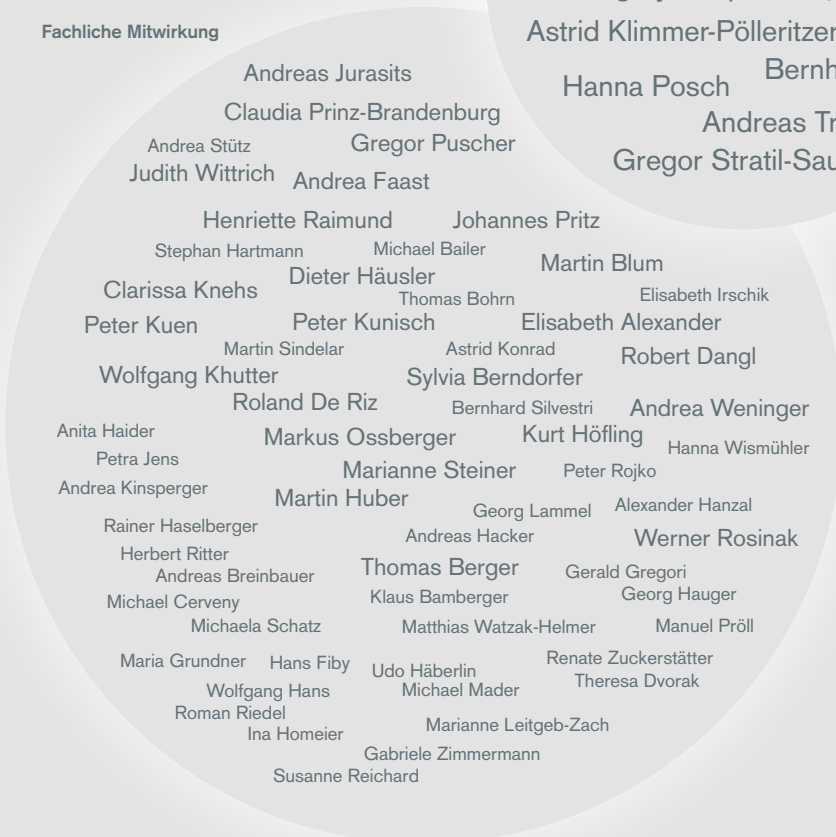 Fachliche Mitwirkung
Astrid Klimmer-Pölleritzer
Bernh
Hanna Posch
Andreas Tr
Gregor Stratil-Sau
Andreas Jurasits
Claudia Prinz-Brandenburg
Andrea Stütz
Gregor Puscher
Judith Wittrich
Andrea Faast
Henriette Raimund
Johannes Pritz
Stephan Hartmann
Michael Bailer
Martin Blum
Dieter Häusler
Clarissa Knehs
Thomas Bohrn
Elisabeth Irschik
Peter Kuen
Peter Kunisch
Elisabeth Alexander
Martin Sindelar
Astrid Konrad
Robert Dangl
Wolfgang Khutter
Sylvia Berndorfer
Roland De Riz
Bernhard Silvestri
Andrea Weninger
Anita Haider
Markus Ossberger
Kurt Höfling
Hanna Wismühler
Petra Jens
Marianne Steiner
Peter Rojko
Andrea Kinsperger
Martin Huber
Georg Lammel
Alexander Hanzal
Rainer Haselberger
Andreas Hacker
Werner Rosinak
Herbert Ritter
Thomas Berger
Gerald Gregori
Andreas Breinbauer
Klaus Bamberger
Georg Hauger
Michael Cerveny
Michaela Schatz
Matthias Watzak-Helmer
Manuel Pröll
Maria Grundner
Hans Fiby
Udo Häberlin
Renate Zuckerstätter
Theresa Dvorak
Wolfgang Hans
Michael Mader
Roman Riedel
Marianne Leitgeb-Zach
Ina Homeier
Gabriele Zimmermann
Susanne Reichard